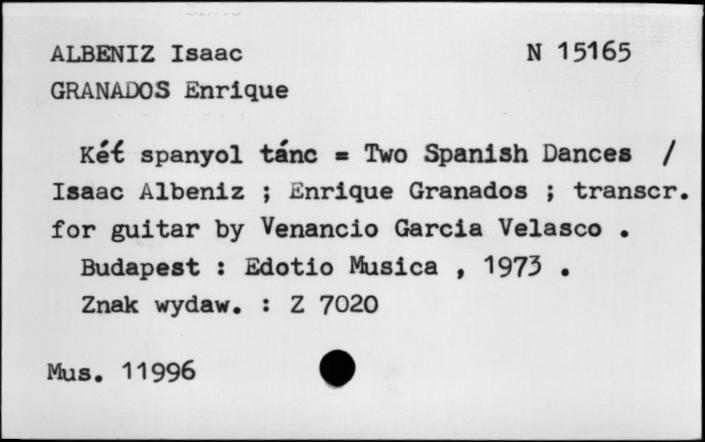 ALBENIZ Isaac N 15165
GRANADOS Enrique
Két spanyol tánc = Two Spanish Dances /
Isaac Albeniz ; Enrique Granados ; transcr.
for guitar by Venancio Garcia Velasco .
Budapest : Edotio Musica , 1973 .
Znak wydaw. : Z 7020
Mus. 11996